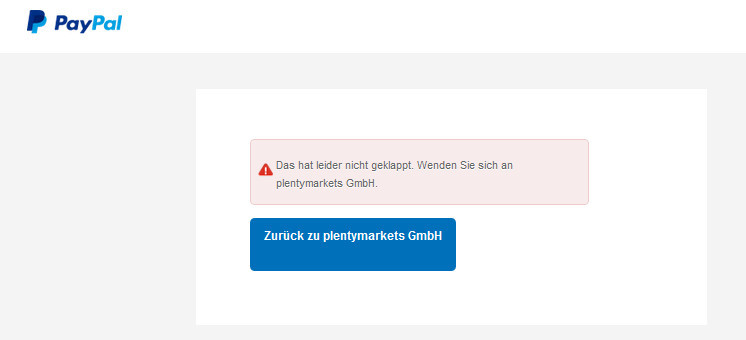 PayPal
Das hat leider nicht geklappt. Wenden Sie sich an
plentymarkets GmbH.
Zurück zu plentymarkets GmbH